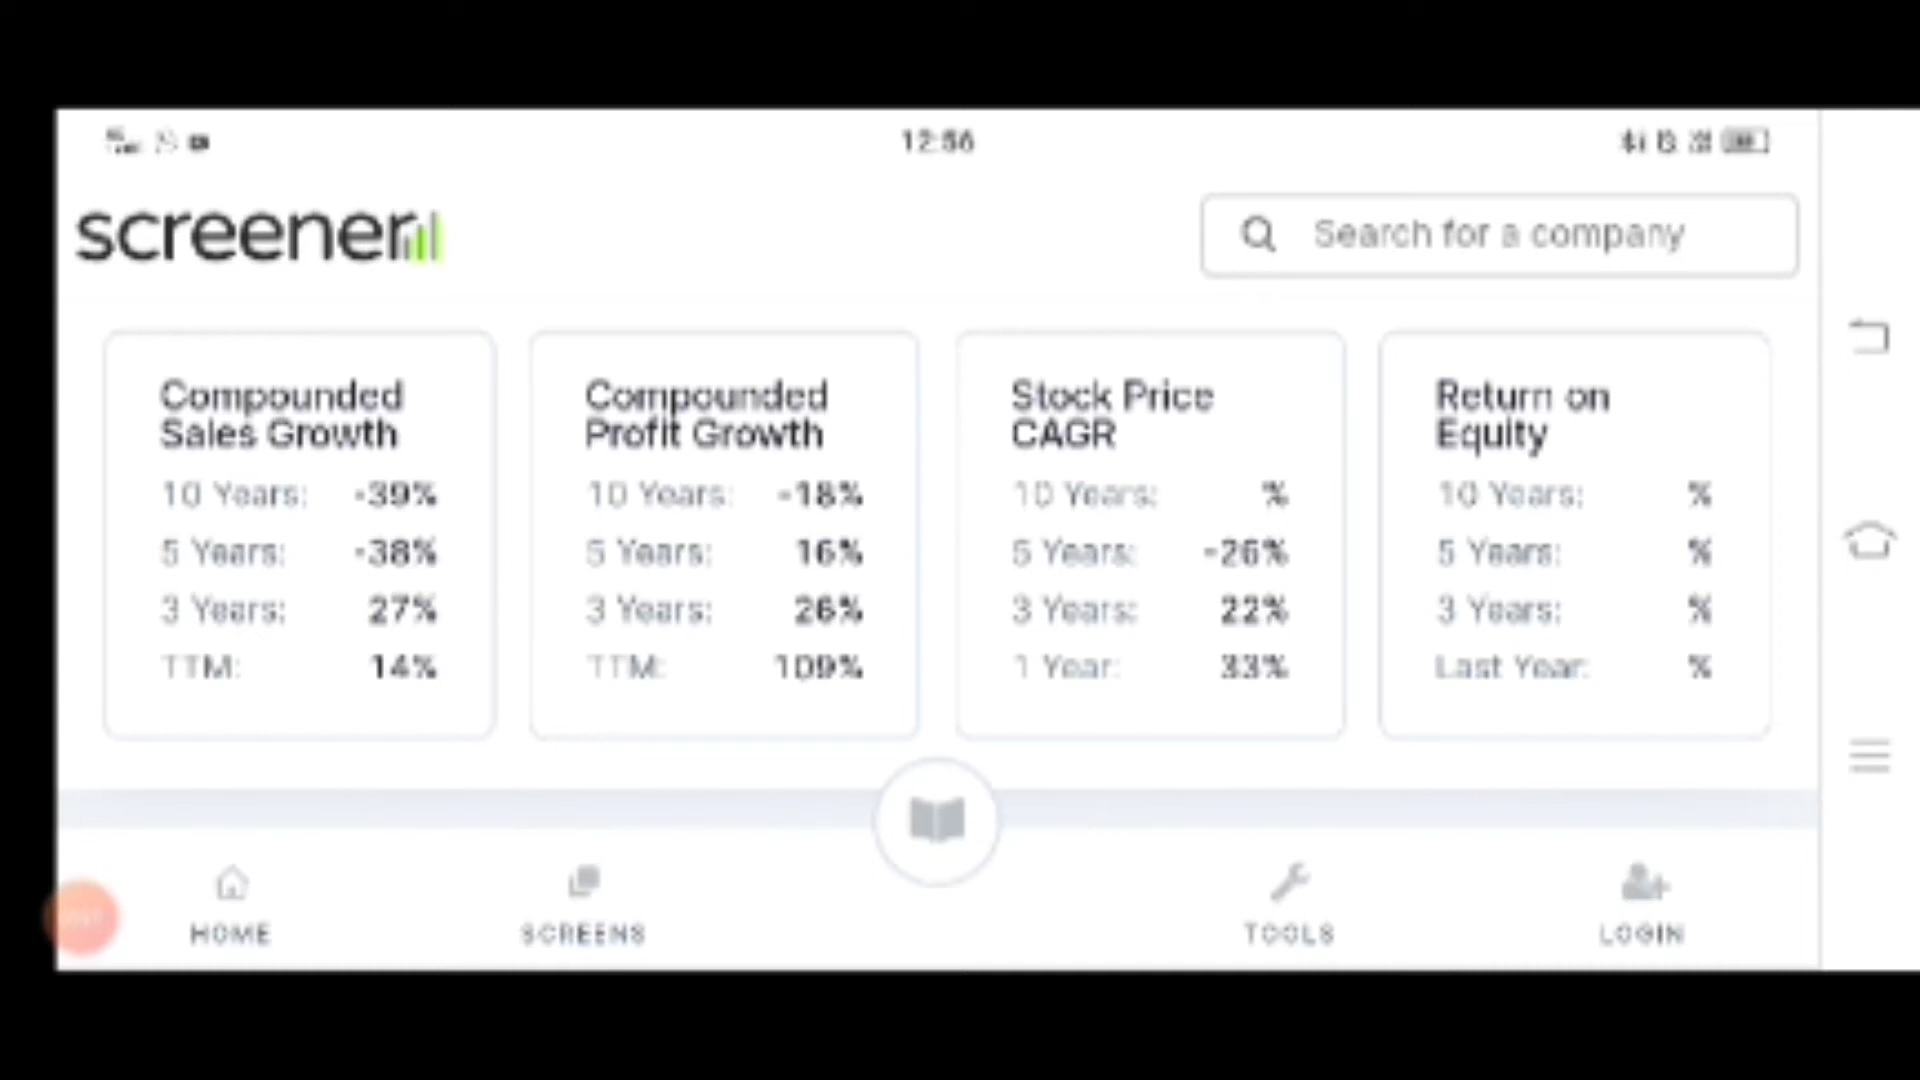 12:56
screener
Search for a company
Compounded
Sales Growth
10 Years: -39%
5 Years: -38%
3 Years: 27%
TTM: 14%
Compounded
Profit Growth
10 Years: -18%
5 Years: 16%
3 Years: 26%
TTM: 109%
Stock Price
CAGR
10 Years: %
5 Years: -26%
3 Years: 22%
1 Year: 33%
Return on
Equity
10 Years: %
5 Years: %
3 Years: %
Last Year: %
HOME
SCREENS
TOOLS
LOGIN